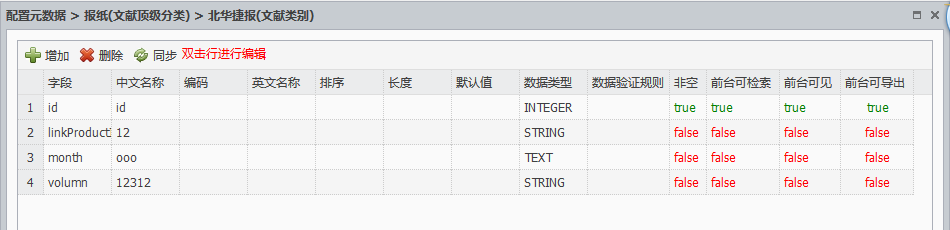 配置元数据 > 报纸(文献顶级分类) > 北华捷报(文献类别)
增加 删除 同步 双击行进行编辑
字段 中文名称 编码 英文名称 排序 长度 默认值 数据类型 数据验证规则 非空 前台可检索 前台可见 前台可导出
1 id id INTEGER true true true true
2 linkProduct 12 STRING false false false false
3 month ooo TEXT false false false false
4 volumn 12312 STRING false false false false